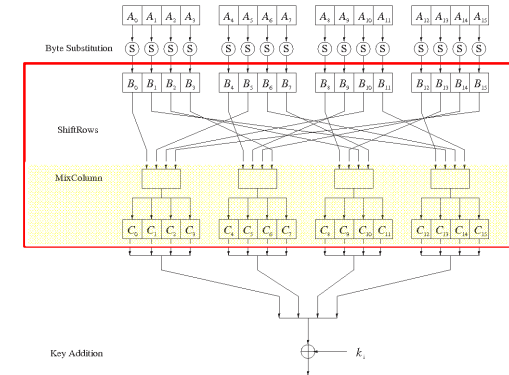 A₀ A₁ A₂ A₃ A₄ A₅ A₆ A₇ A₈ A₉ A₁₀ A₁₁ A₁₂ A₁₃ A₁₄ A₁₅
Byte Substitution S S S S S S S S S S S S S S S S
B₀ B₁ B₂ B₃ B₄ B₅ B₆ B₇ B₈ B₉ B₁₀ B₁₁ B₁₂ B₁₃ B₁₄ B₁₅
ShiftRows
MixColumn
C₀ C₁ C₂ C₃ C₄ C₅ C₆ C₇ C₈ C₉ C₁₀ C₁₁ C₁₂ C₁₃ C₁₄ C₁₅
Key Addition kᵢ